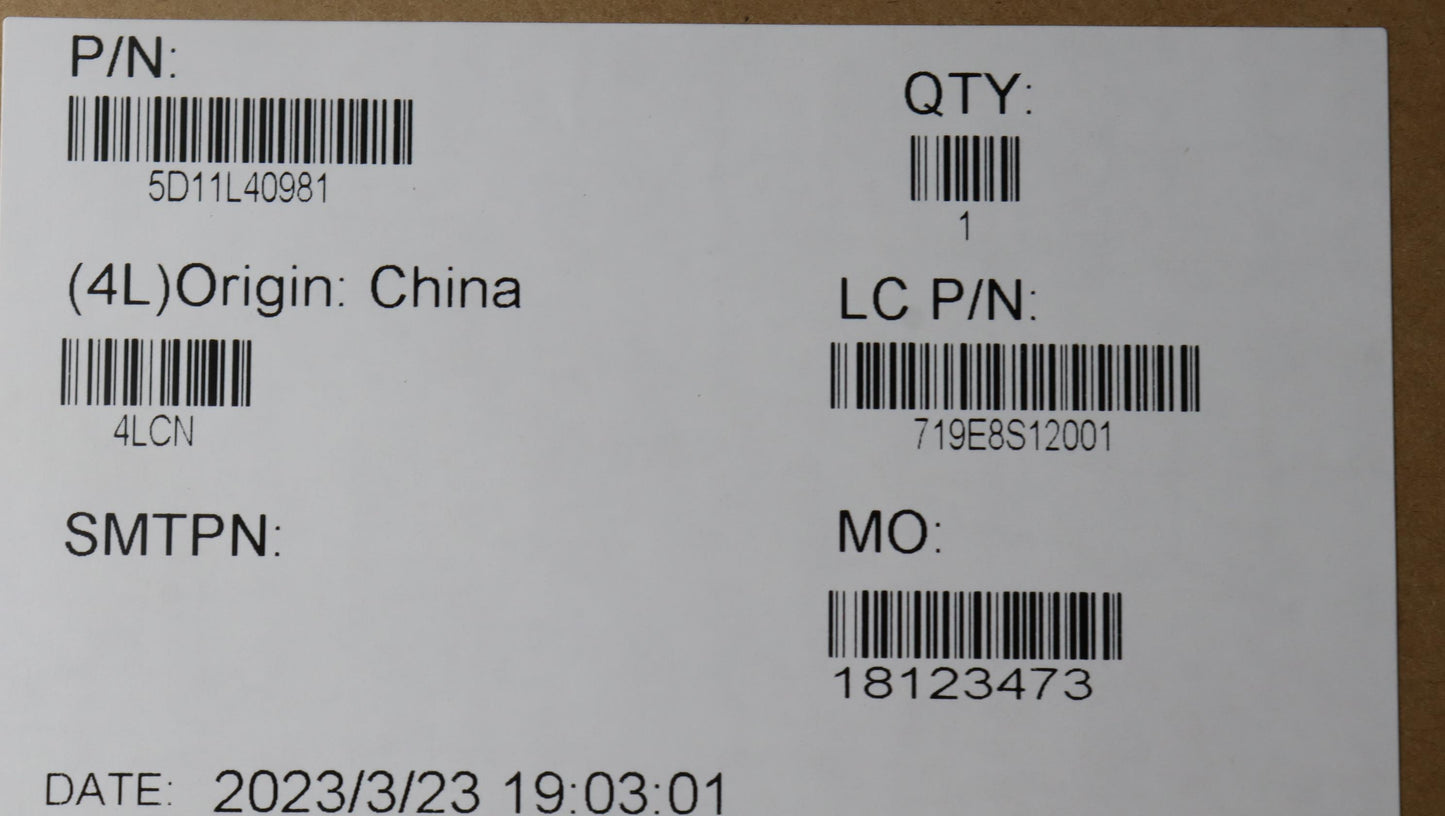 P/N:
5D11L40981
QTY:
1
(4L)Origin: China
4LCN
LC P/N:
719E8S12001
SMTPN:
MO:
18123473
DATE: 2023/3/23 19:03:01